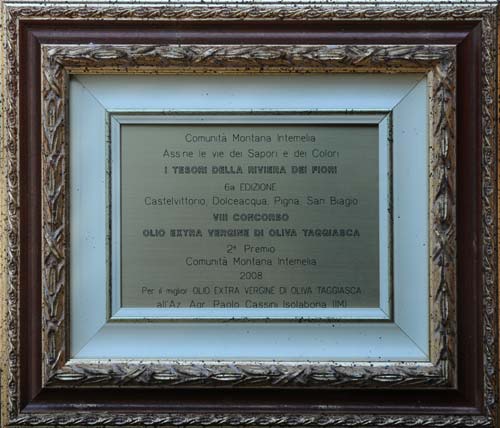 Comunità Montana Intemelia
Ass.ne le vie dei Sapori e dei Colori
I TESORI DELLA RIVIERA DEI FIORI
6a EDIZIONE
Castelvittorio, Dolceacqua, Pigna, San Biagio
VIII CONCORSO
OLIO EXTRA VERGINE DI OLIVA TAGGIASCA
2° Premio
Comunità Montana Intemelia
2008
Per il miglior OLIO EXTRA VERGINE DI OLIVA TAGGIASCA
all'Az. Agr. Paolo Cassini Isolabona (IM)